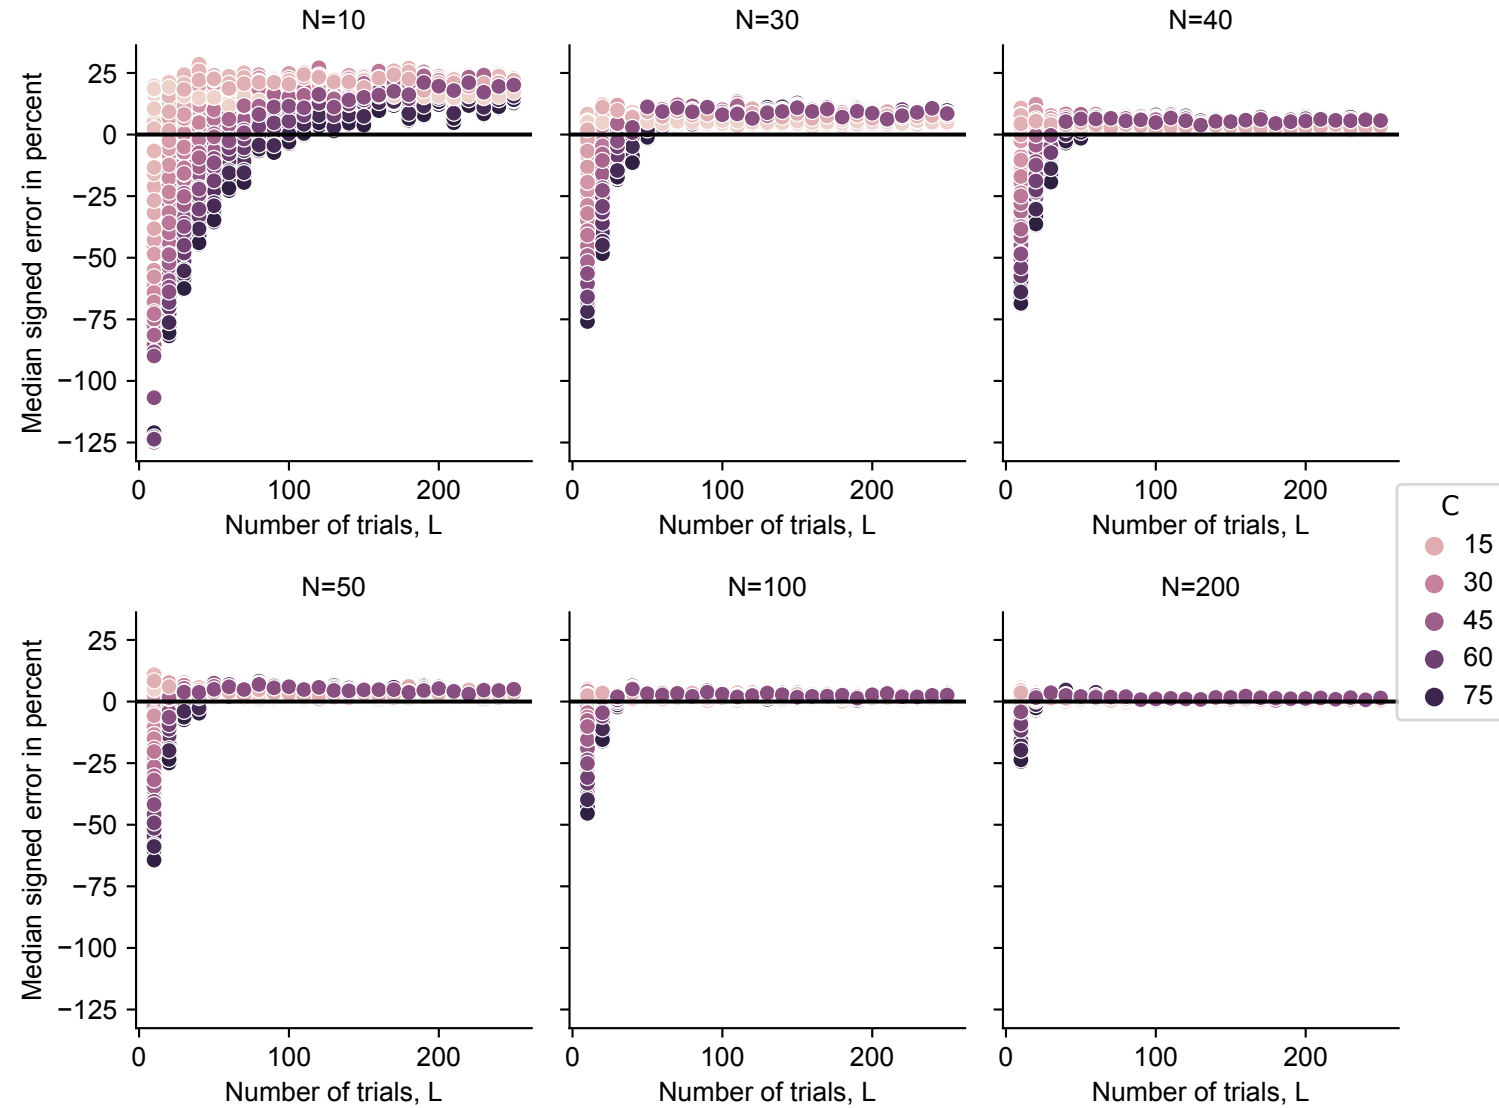 N=10
N=30
N=40
Median signed error in percent
25
0
−25
−50
−75
−100
−125
0
100
200
0
100
200
0
100
200
Number of trials, L
Number of trials, L
Number of trials, L
C
15
30
45
60
75
N=50
N=100
N=200
Median signed error in percent
25
0
−25
−50
−75
−100
−125
0
100
200
0
100
200
0
100
200
Number of trials, L
Number of trials, L
Number of trials, L